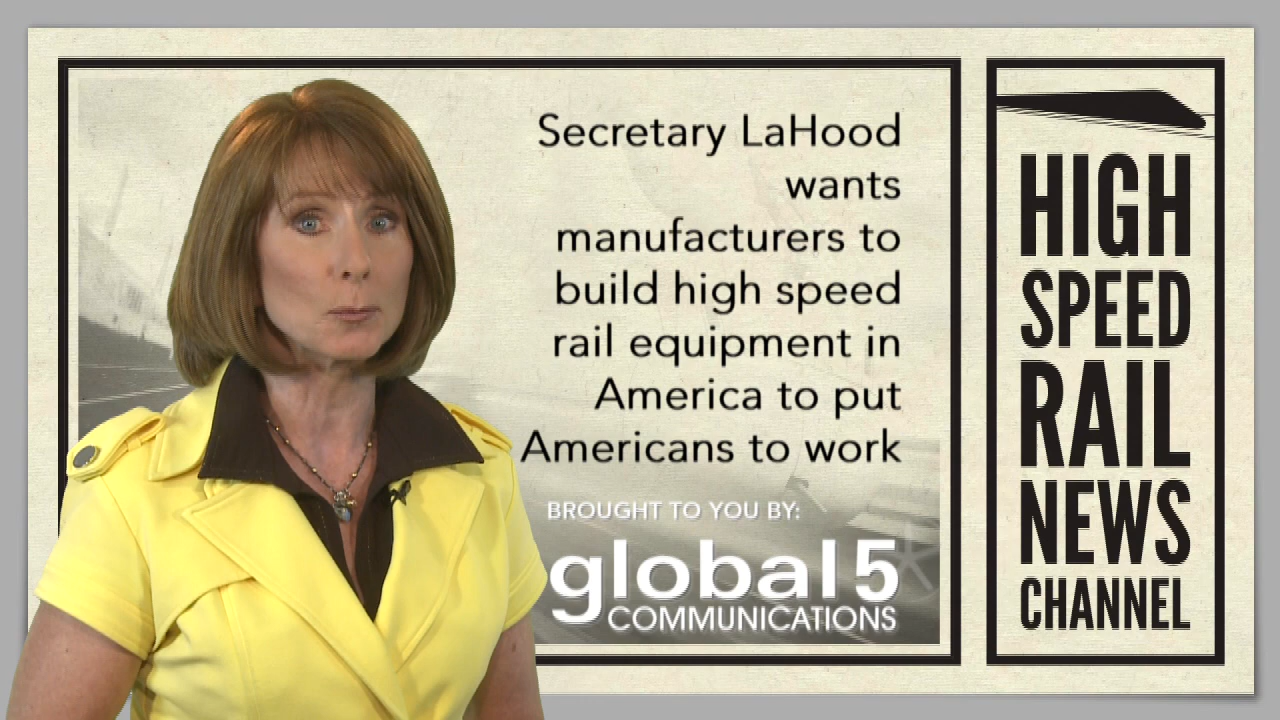 Secretary LaHood
wants
manufacturers to
build high speed
rail equipment in
America to put
Americans to work
BROUGHT TO YOU BY:
global5
COMMUNICATIONS
HIGH
SPEED
RAIL
NEWS
CHANNEL